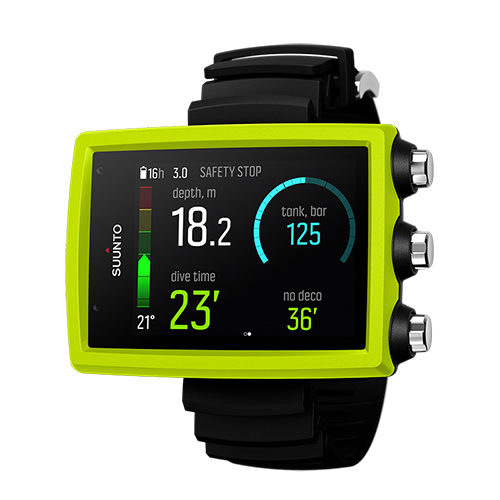 16h 3.0 SAFETY STOP
depth, m
18.2
tank, bar
125
SUUNTO
dive time
23′
no deco
36′
21°